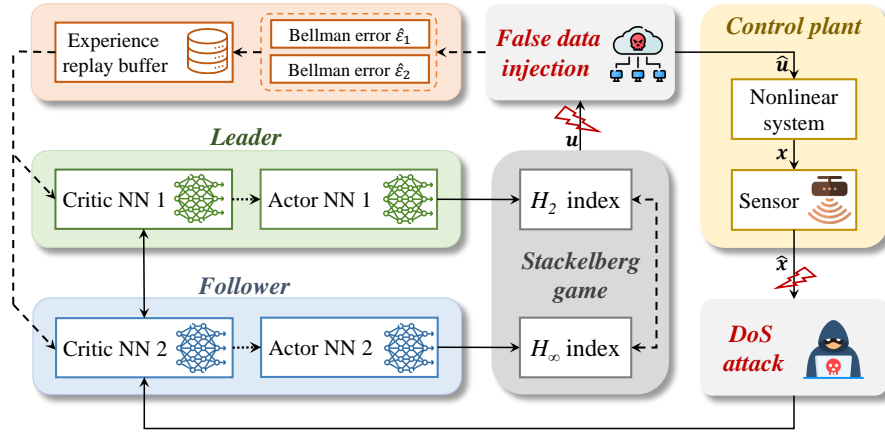 Experience
replay buffer
Bellman error ε̂₁
Bellman error ε̂₂
False data
injection
Control plant
û
Nonlinear
system
x
Sensor
x̂
u
Leader
Critic NN 1
Actor NN 1
H₂ index
Stackelberg
game
Follower
Critic NN 2
Actor NN 2
H∞ index
DoS
attack